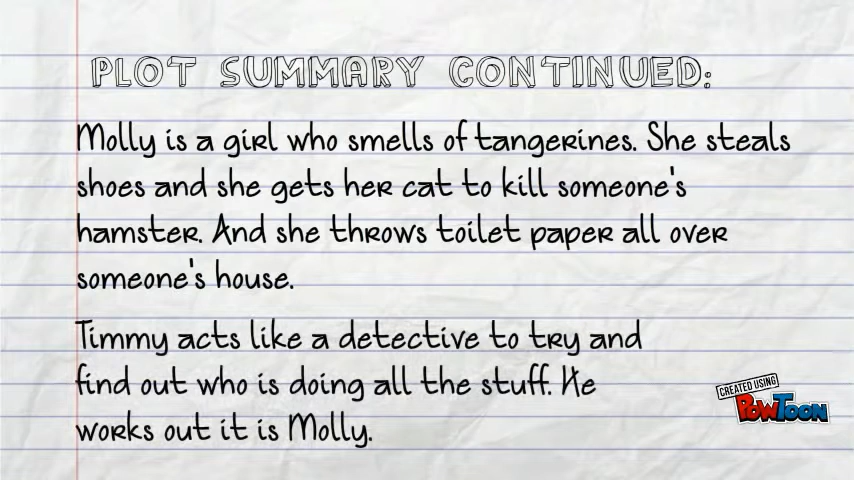 PLOT SUMMARY CONTINUED:
Molly is a girl who smells of tangerines. She steals
shoes and she gets her cat to kill someone's
hamster. And she throws toilet paper all over
someone's house.
Timmy acts like a detective to try and
find out who is doing all the stuff. He
works out it is Molly.
CREATED USING
POWTOON